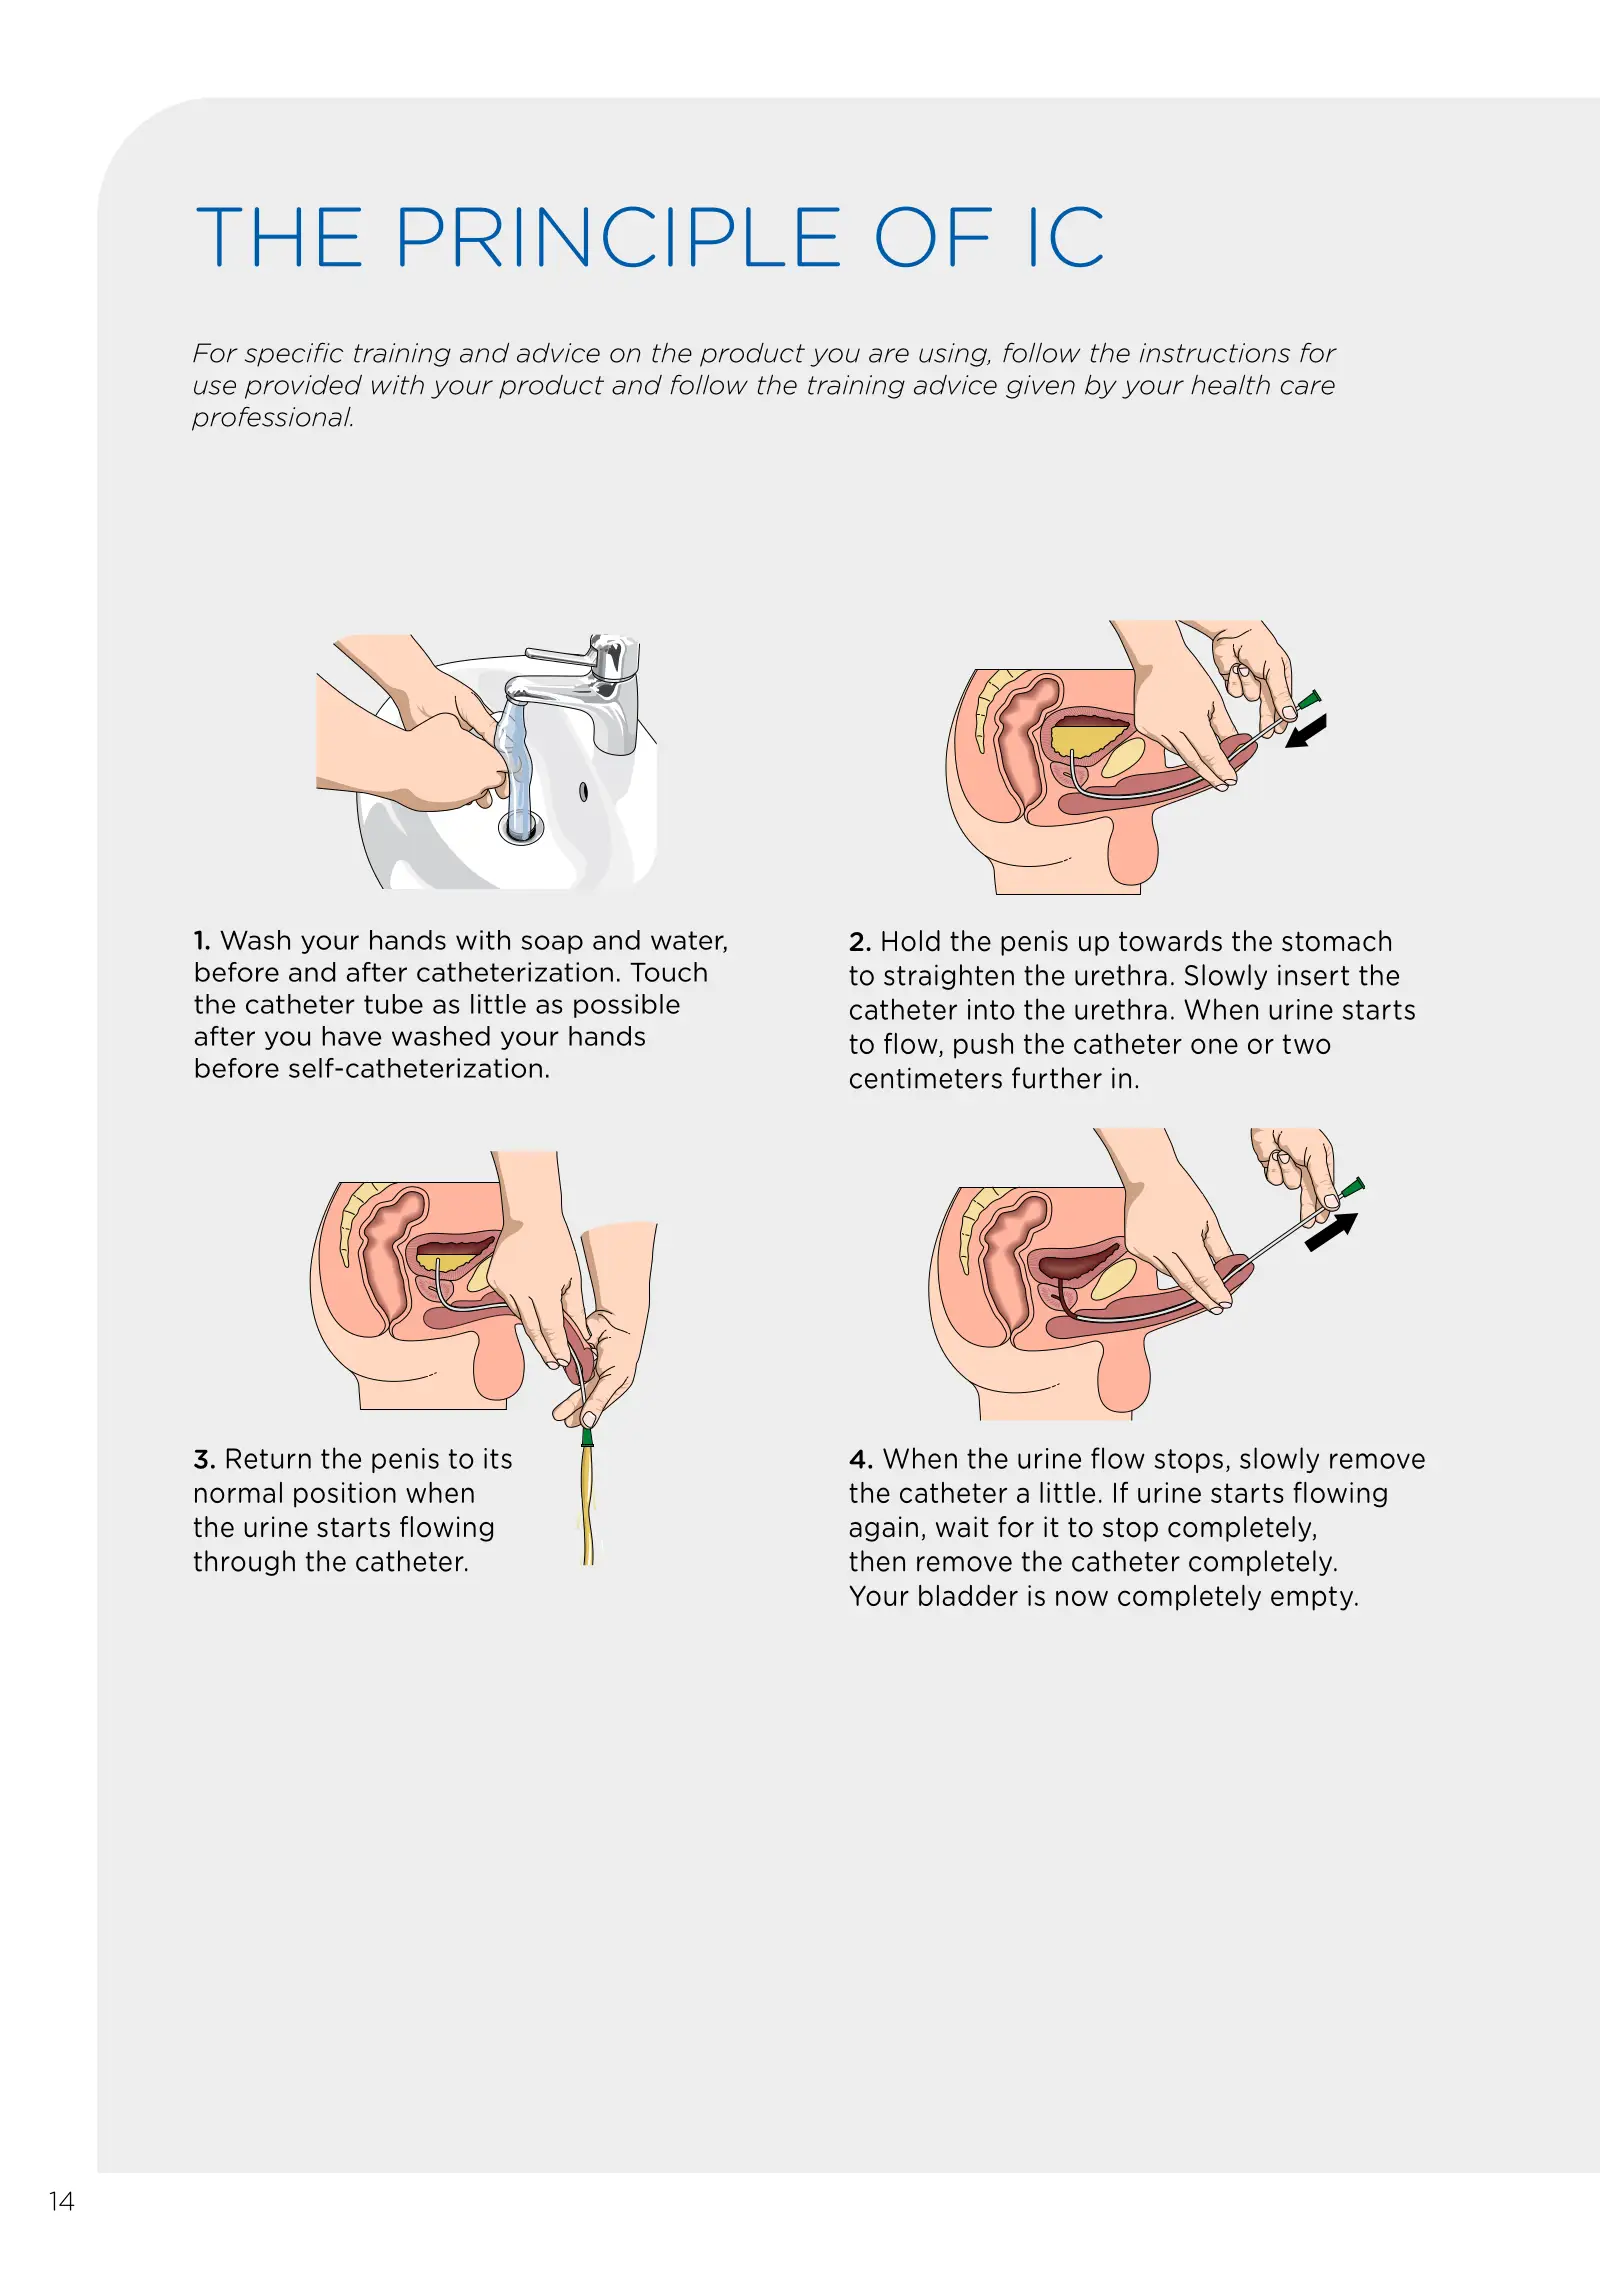 THE PRINCIPLE OF IC
For specific training and advice on the product you are using, follow the instructions for
use provided with your product and follow the training advice given by your health care
professional.
1. Wash your hands with soap and water,
before and after catheterization. Touch
the catheter tube as little as possible
after you have washed your hands
before self-catheterization.
2. Hold the penis up towards the stomach
to straighten the urethra. Slowly insert the
catheter into the urethra. When urine starts
to flow, push the catheter one or two
centimeters further in.
3. Return the penis to its
normal position when
the urine starts flowing
through the catheter.
4. When the urine flow stops, slowly remove
the catheter a little. If urine starts flowing
again, wait for it to stop completely,
then remove the catheter completely.
Your bladder is now completely empty.
14